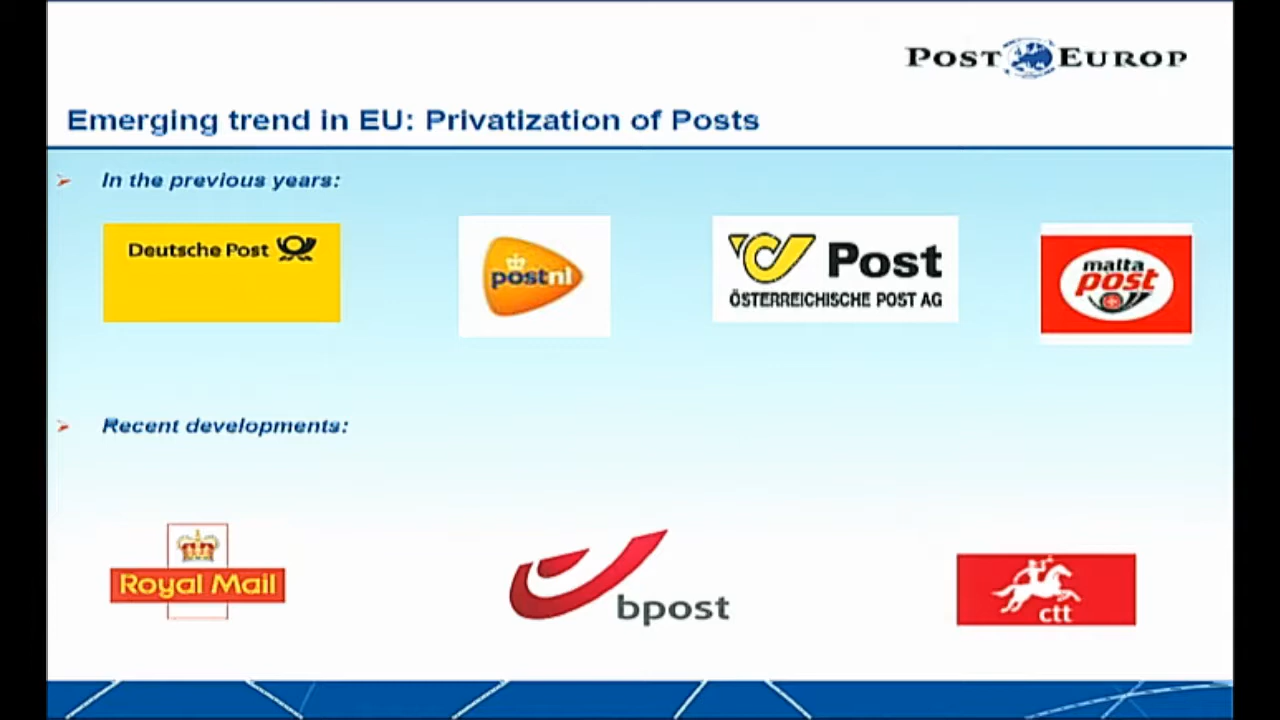 POST EUROP
Emerging trend in EU: Privatization of Posts
In the previous years:
Deutsche Post
postnl
Post
ÖSTERREICHISCHE POST AG
malta
post
Recent developments:
Royal Mail
bpost
ctt